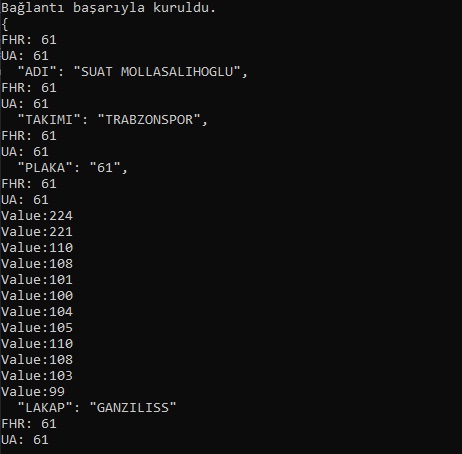 Bağlantı başarıyla kuruldu.
{
FHR: 61
UA: 61
  "ADI": "SUAT MOLLASALIHOGLU",
FHR: 61
UA: 61
  "TAKIMI": "TRABZONSPOR",
FHR: 61
UA: 61
  "PLAKA": "61",
FHR: 61
UA: 61
Value:224
Value:221
Value:110
Value:108
Value:101
Value:100
Value:104
Value:105
Value:110
Value:108
Value:103
Value:99
  "LAKAP": "GANZILISS"
FHR: 61
UA: 61